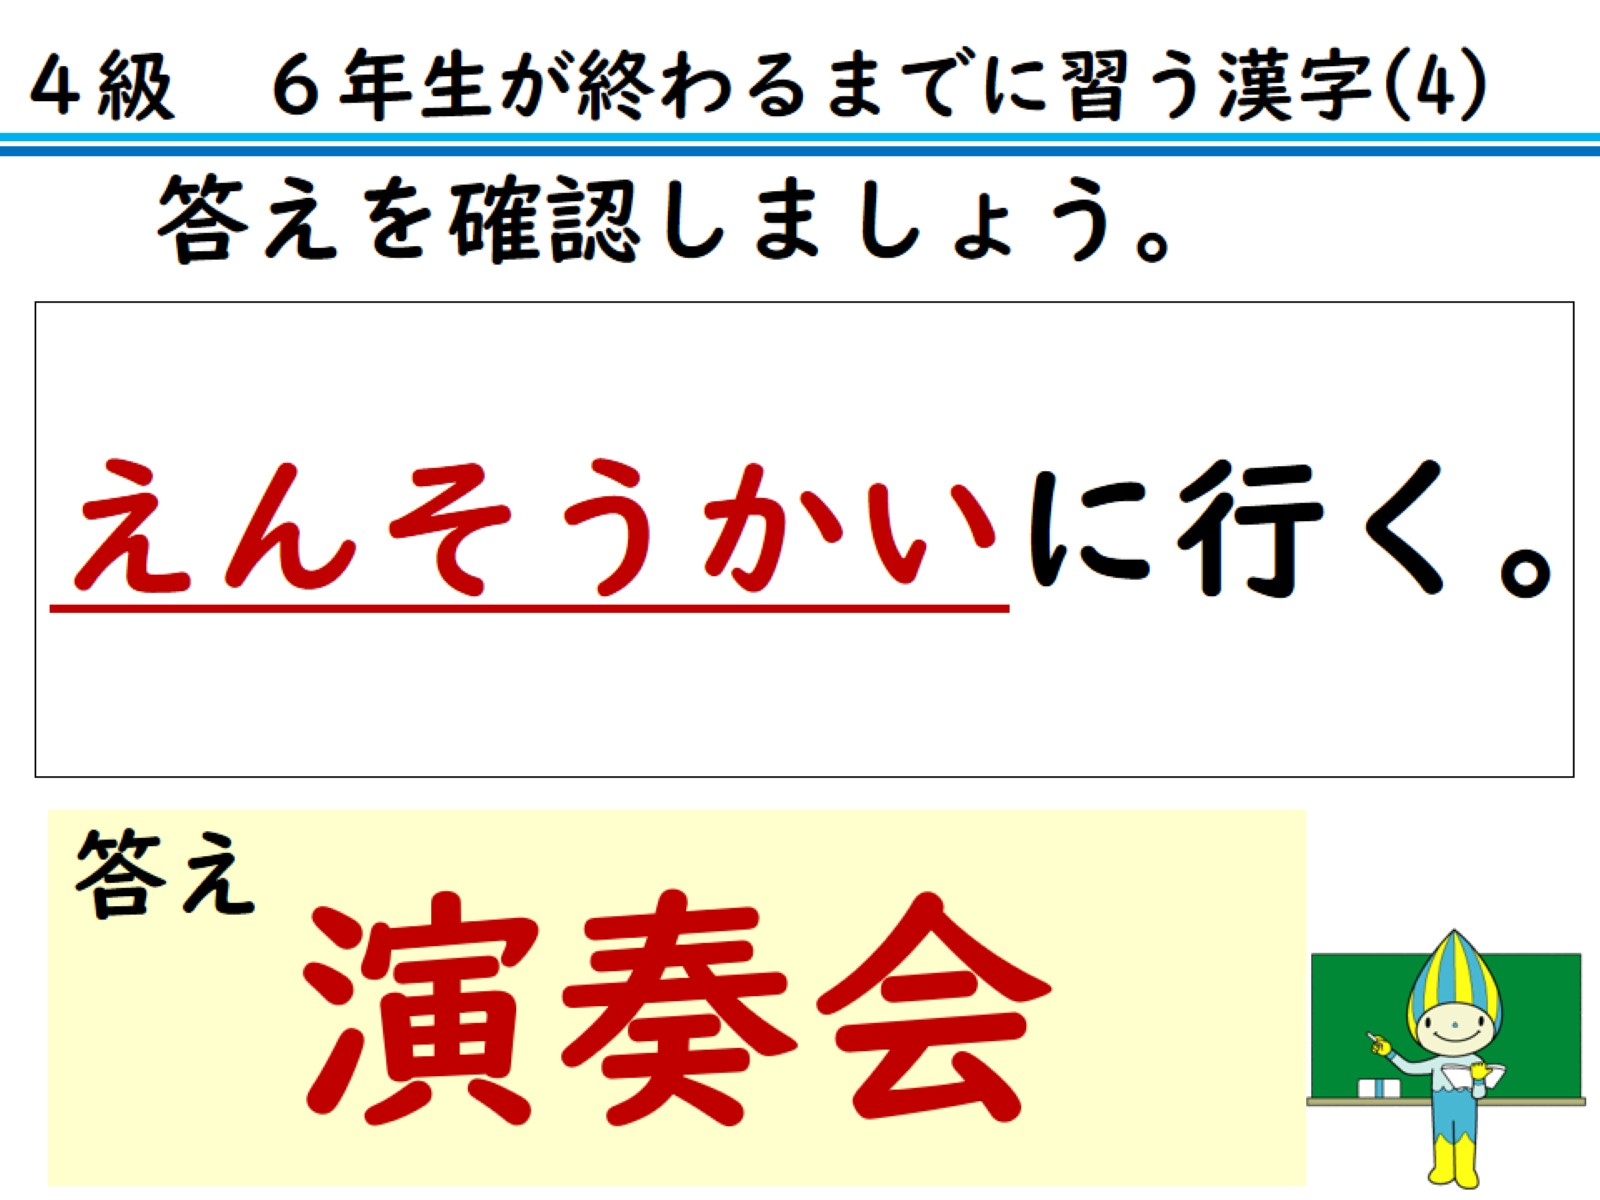 ４級　６年生が終わるまでに習う漢字(4)
答えを確認しましょう。
えんそうかいに行く。
答え
演奏会